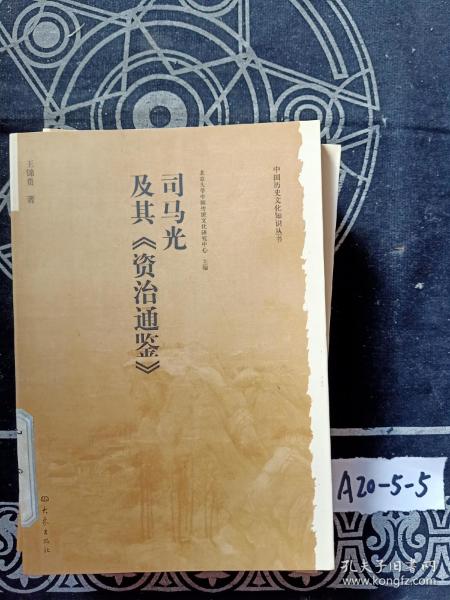 中国历史文化知识丛书
北京大学中国传统文化研究中心 主编
司马光
及其《资治通鉴》
王锦贵 著
大象出版社
A20-5-5
孔夫子旧书网
www.kongfz.com